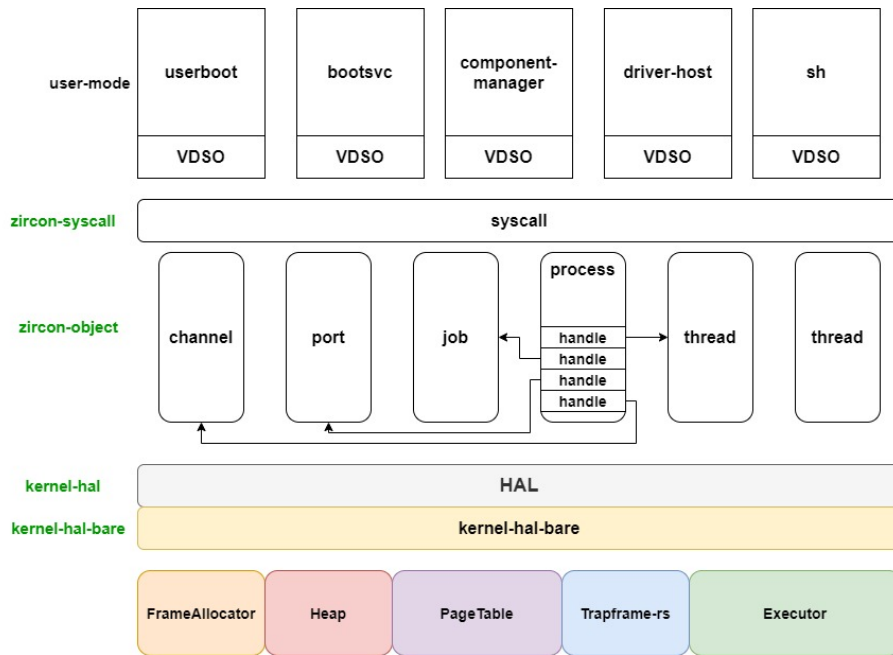 user-mode
userboot
bootsvc
component-
manager
driver-host
sh
VDSO
VDSO
VDSO
VDSO
VDSO
zircon-syscall
syscall
zircon-object
channel
port
job
process
handle
handle
handle
handle
thread
thread
kernel-hal
HAL
kernel-hal-bare
kernel-hal-bare
FrameAllocator
Heap
PageTable
Trapframe-rs
Executor